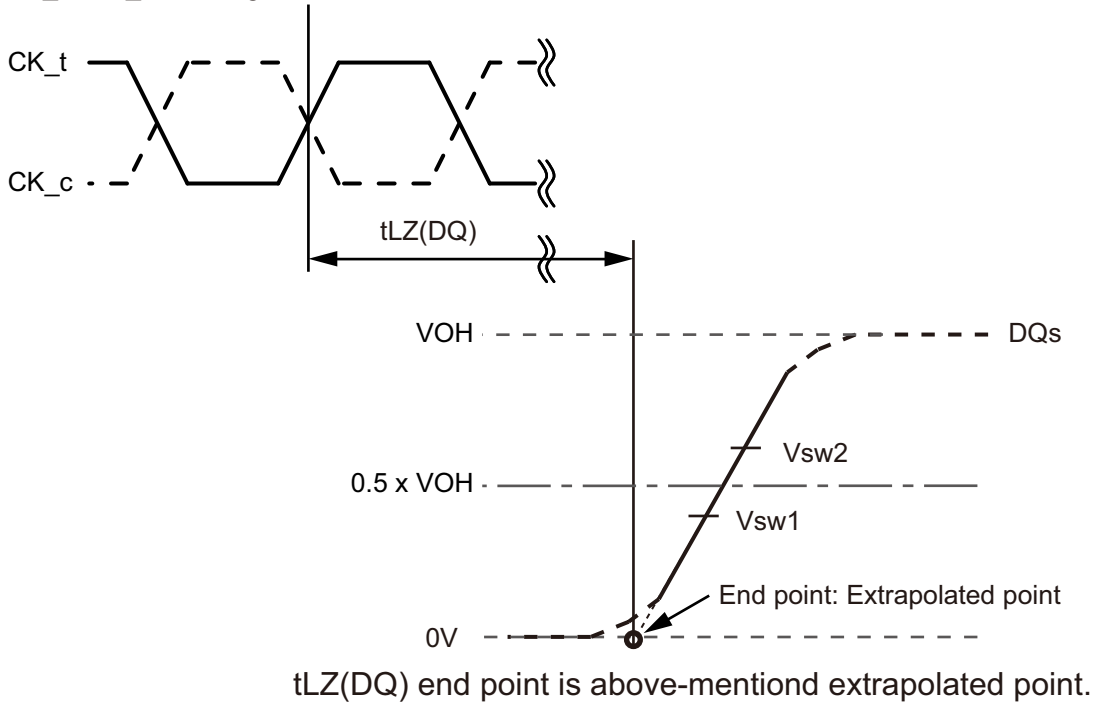 CK_t
CK_c
tLZ(DQ)
VOH
DQs
Vsw2
0.5 x VOH
Vsw1
End point: Extrapolated point
0V
tLZ(DQ) end point is above-mentiond extrapolated point.